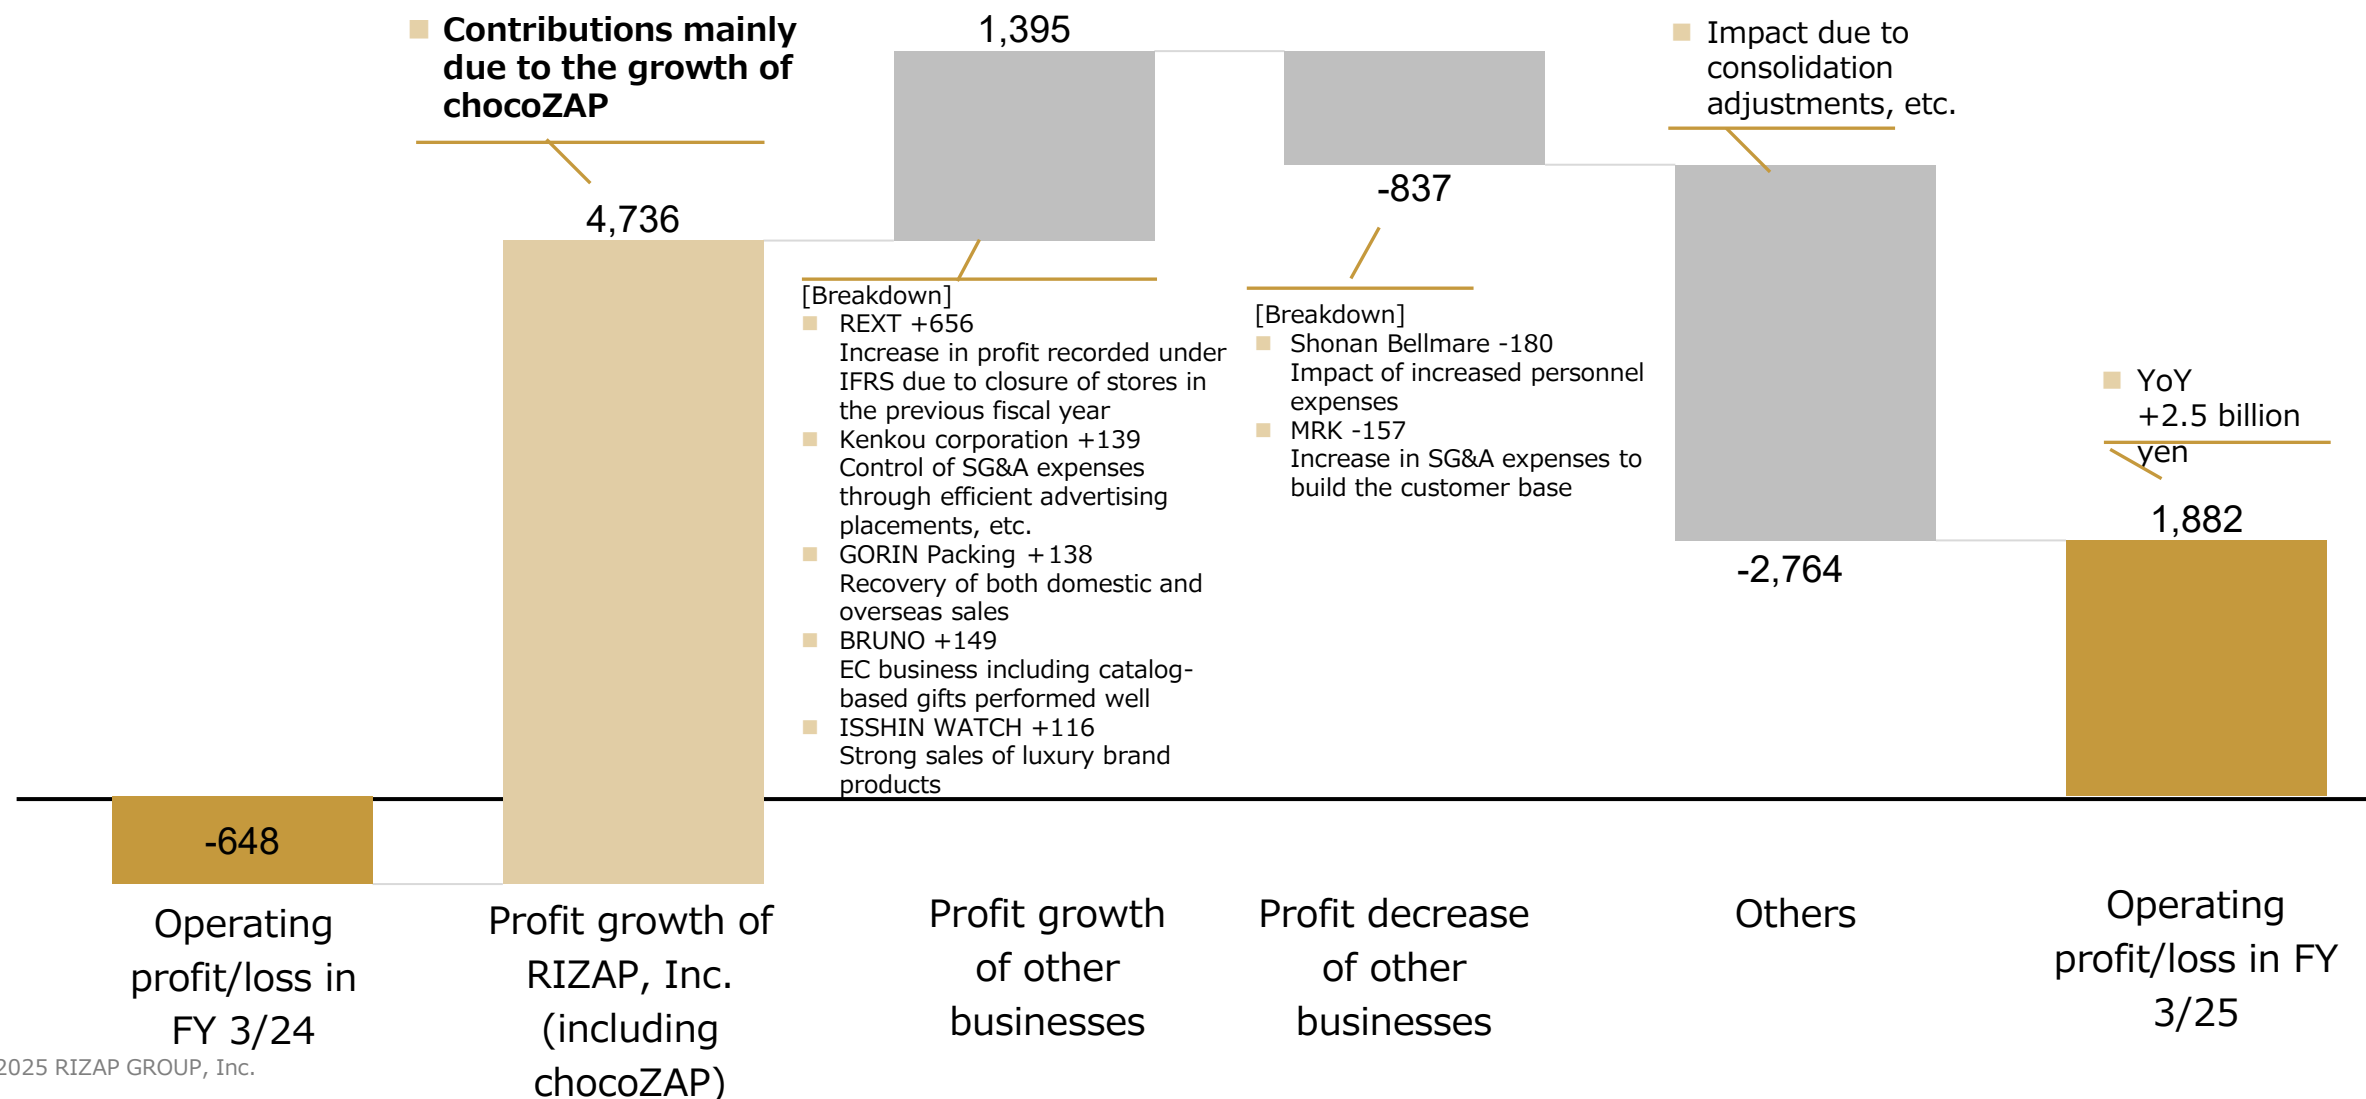 Contributions mainly
due to the growth of
chocoZAP
4,736
1,395
[Breakdown]
REXT +656
Increase in profit recorded under
IFRS due to closure of stores in
the previous fiscal year
Kenkou corporation +139
Control of SG&A expenses
through efficient advertising
placements, etc.
GORIN Packing +138
Recovery of both domestic and
overseas sales
BRUNO +149
EC business including catalog-
based gifts performed well
ISSHIN WATCH +116
Strong sales of luxury brand
products
-837
[Breakdown]
Shonan Bellmare -180
Impact of increased personnel
expenses
MRK -157
Increase in SG&A expenses to
build the customer base
Impact due to
consolidation
adjustments, etc.
-2,764
YoY
+2.5 billion
yen
1,882
-648
Operating
profit/loss in
FY 3/24
Profit growth of
RIZAP, Inc.
(including
chocoZAP)
Profit growth
of other
businesses
Profit decrease
of other
businesses
Others
Operating
profit/loss in FY
3/25
2025 RIZAP GROUP, Inc.